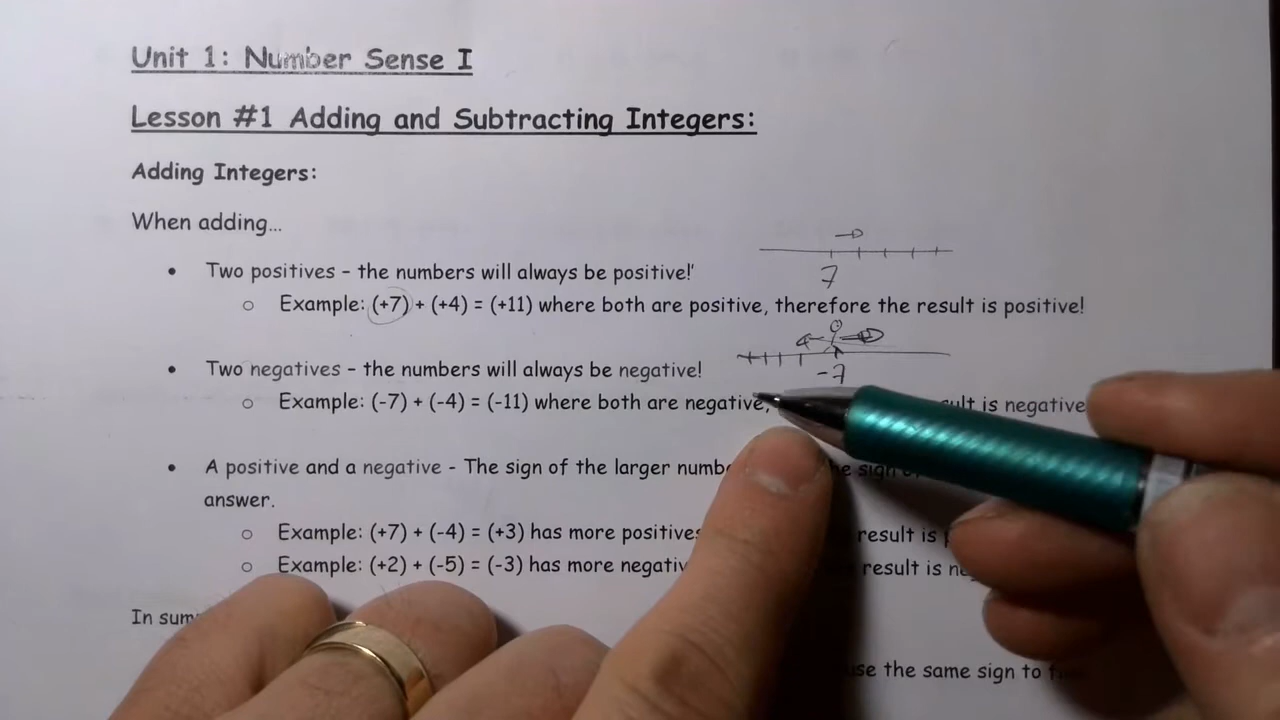 Unit 1: Number Sense I
Lesson #1 Adding and Subtracting Integers:
Adding Integers:
When adding...
• Two positives – the numbers will always be positive!
7
o Example: (+7) + (+4) = (+11) where both are positive, therefore the result is positive!
• Two negatives – the numbers will always be negative!
-7
o Example: (-7) + (-4) = (-11) where both are negative, is negative
• A positive and a negative - The sign of the larger the sign
answer.
o Example: (+7) + (-4) = (+3) has more positives result is
o Example: (+2) + (-5) = (-3) has more result is
In
use the same sign to